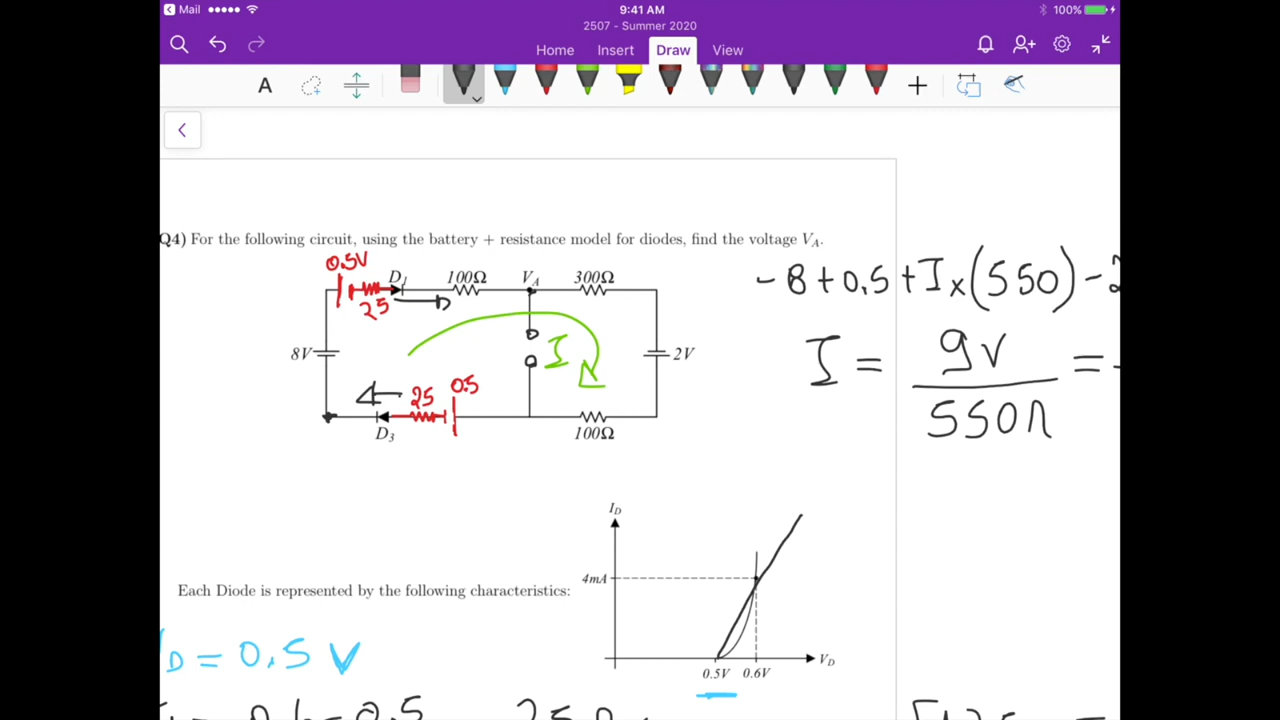 Mail 9:41 AM 100%
2507 - Summer 2020
Home Insert Draw View
A
Q4) For the following circuit, using the battery + resistance model for diodes, find the voltage V_A.
0.5V
D1 100Ω V_A 300Ω
25
- 8 + 0.5 + I x (550) - 2
8V I 2V
I = 9V =
550Ω
25 0.5
D3 100Ω
I_D
4mA
Each Diode is represented by the following characteristics:
V_D
0.5V 0.6V
D = 0.5 V